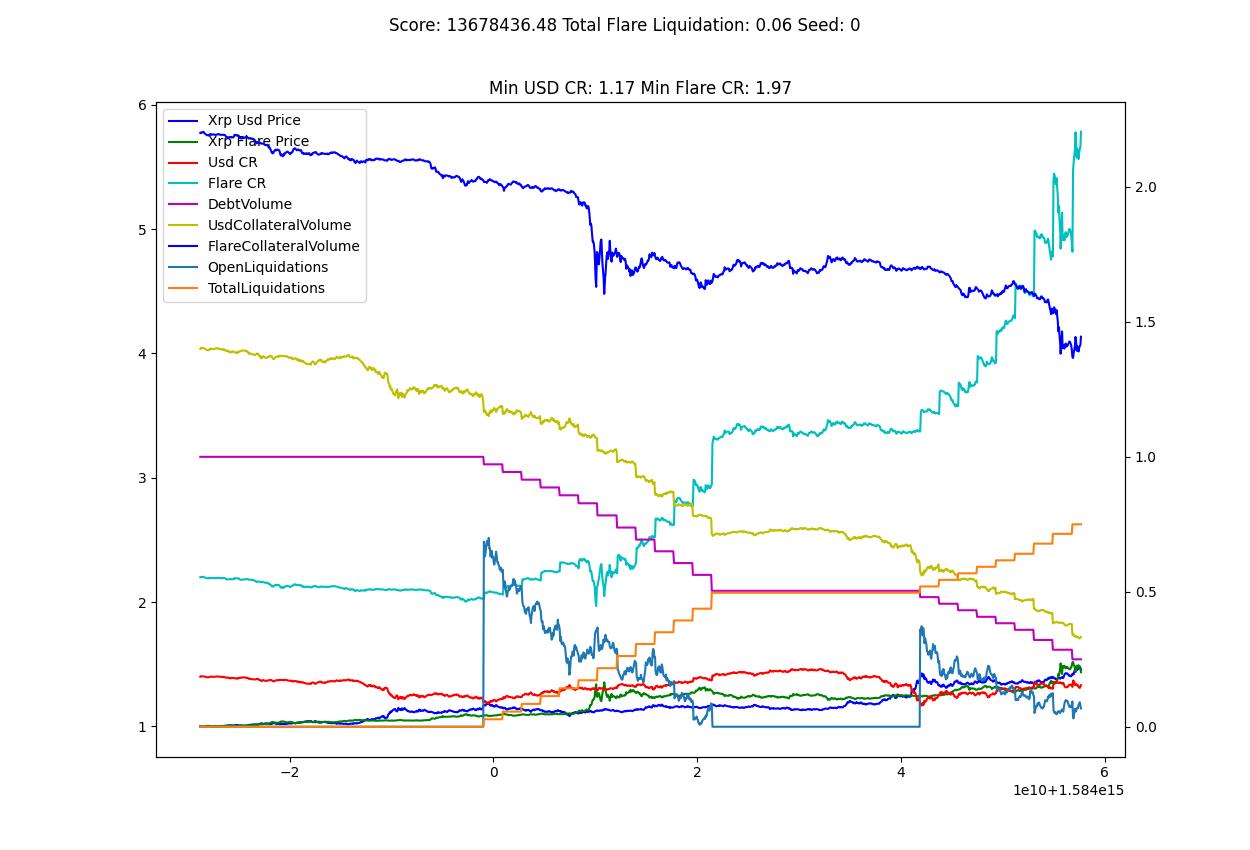 Score: 13678436.48 Total Flare Liquidation: 0.06 Seed: 0
Min USD CR: 1.17 Min Flare CR: 1.97
Xrp Usd Price
Xrp Flare Price
Usd CR
Flare CR
DebtVolume
UsdCollateralVolume
FlareCollateralVolume
OpenLiquidations
TotalLiquidations
6
5
4
3
2
1
2.0
1.5
1.0
0.5
0.0
−2
0
2
4
6
1e10+1.584e15